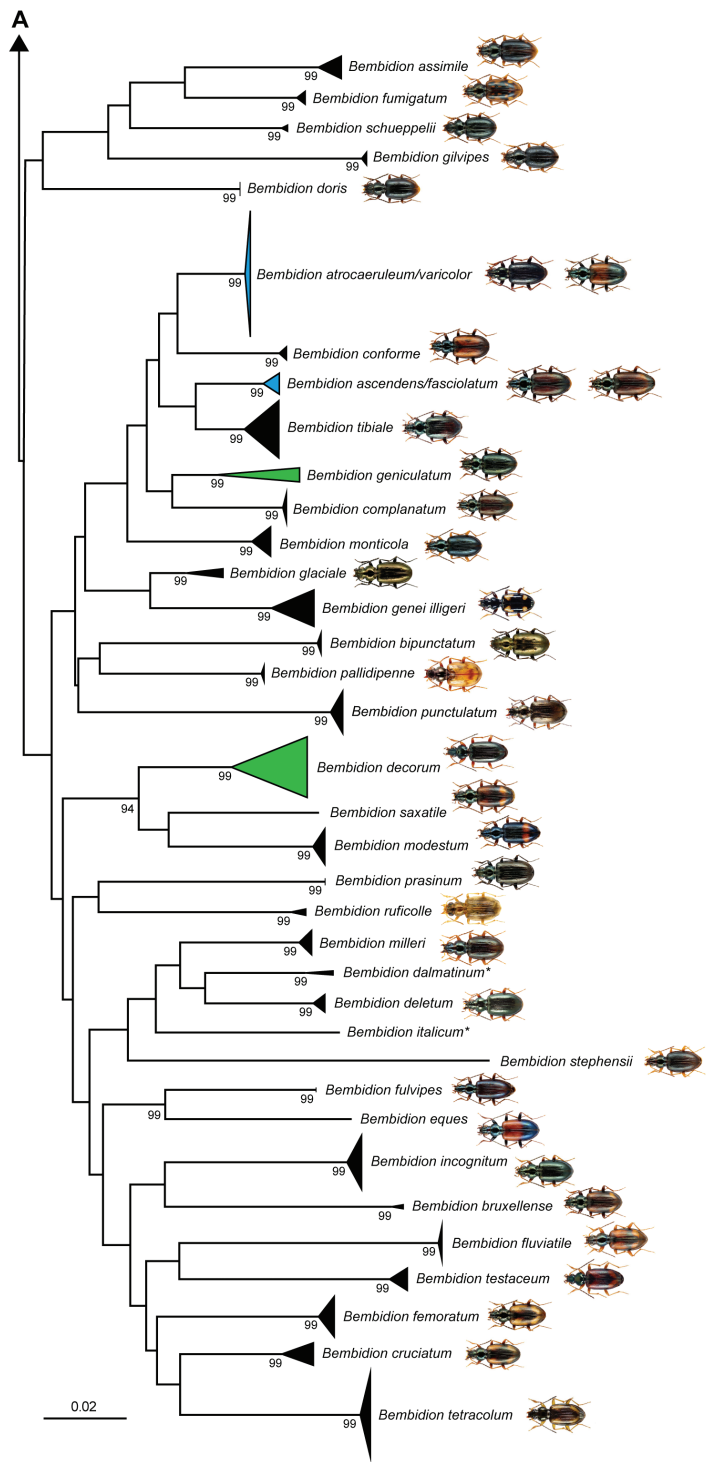 A
Bembidion assimile
99
Bembidion fumigatum
99
Bembidion schueppelii
99
Bembidion gilvipes
99
Bembidion doris
99
Bembidion atrocaeruleum/varicolor
99
Bembidion conforme
99
Bembidion ascendens/fasciolatum
99
Bembidion tibiale
99
Bembidion geniculatum
99
Bembidion complanatum
99
Bembidion monticola
99
Bembidion glaciale
99
Bembidion genei illigeri
99
Bembidion bipunctatum
99
Bembidion pallidipenne
99
Bembidion punctulatum
99
Bembidion decorum
99
94
Bembidion saxatile
Bembidion modestum
99
Bembidion prasinum
99
Bembidion ruficolle
99
Bembidion milleri
99
Bembidion dalmatinum*
99
Bembidion deletum
99
Bembidion italicum*
Bembidion stephensii
Bembidion fulvipes
99
99
Bembidion eques
Bembidion incognitum
99
Bembidion bruxellense
99
Bembidion fluviatile
99
Bembidion testaceum
99
Bembidion femoratum
99
Bembidion cruciatum
99
0.02
Bembidion tetracolum
99